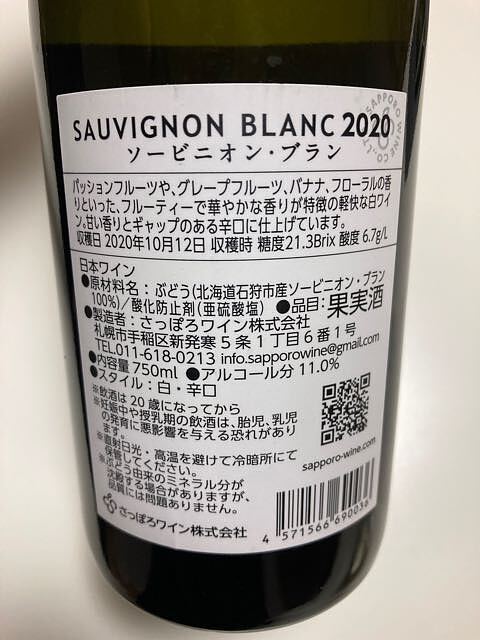 SAUVIGNON BLANC 2020
ソービニオン・ブラン
SAPPORO WINE CO.,LTD.
パッションフルーツや、グレープフルーツ、バナナ、フローラルの香
りといった、フルーティーで華やかな香りが特徴の軽快な白ワイ
ン。甘い香りとギャップのある辛口に仕上げています。
収穫日 2020年10月12日 収穫時 糖度21.3Brix 酸度 6.7g/L
日本ワイン
●原材料名：ぶどう(北海道石狩市産ソービニオン・ブラン
100%)/酸化防止剤(亜硫酸塩) ●品目:果実酒
●製造者：さっぽろワイン株式会社
札幌市手稲区新発寒５条１丁目６番１号
TEL.011-618-0213 info.sapporowine@gmail.com
●内容量 750ml ●アルコール分 11.0%
●スタイル：白・辛口
※飲酒は20歳になってから
※妊娠中や授乳期の飲酒は、胎児、乳児
の発育に悪影響を与える恐れがあり
ます。
※直射日光・高温を避けて冷暗所にて
保管してください。
※ぶどう由来のミネラル分が
沈殿する場合がありますが、
品質には問題ありません。
sapporo-wine.com
さっぽろワイン株式会社
4 571566 690036